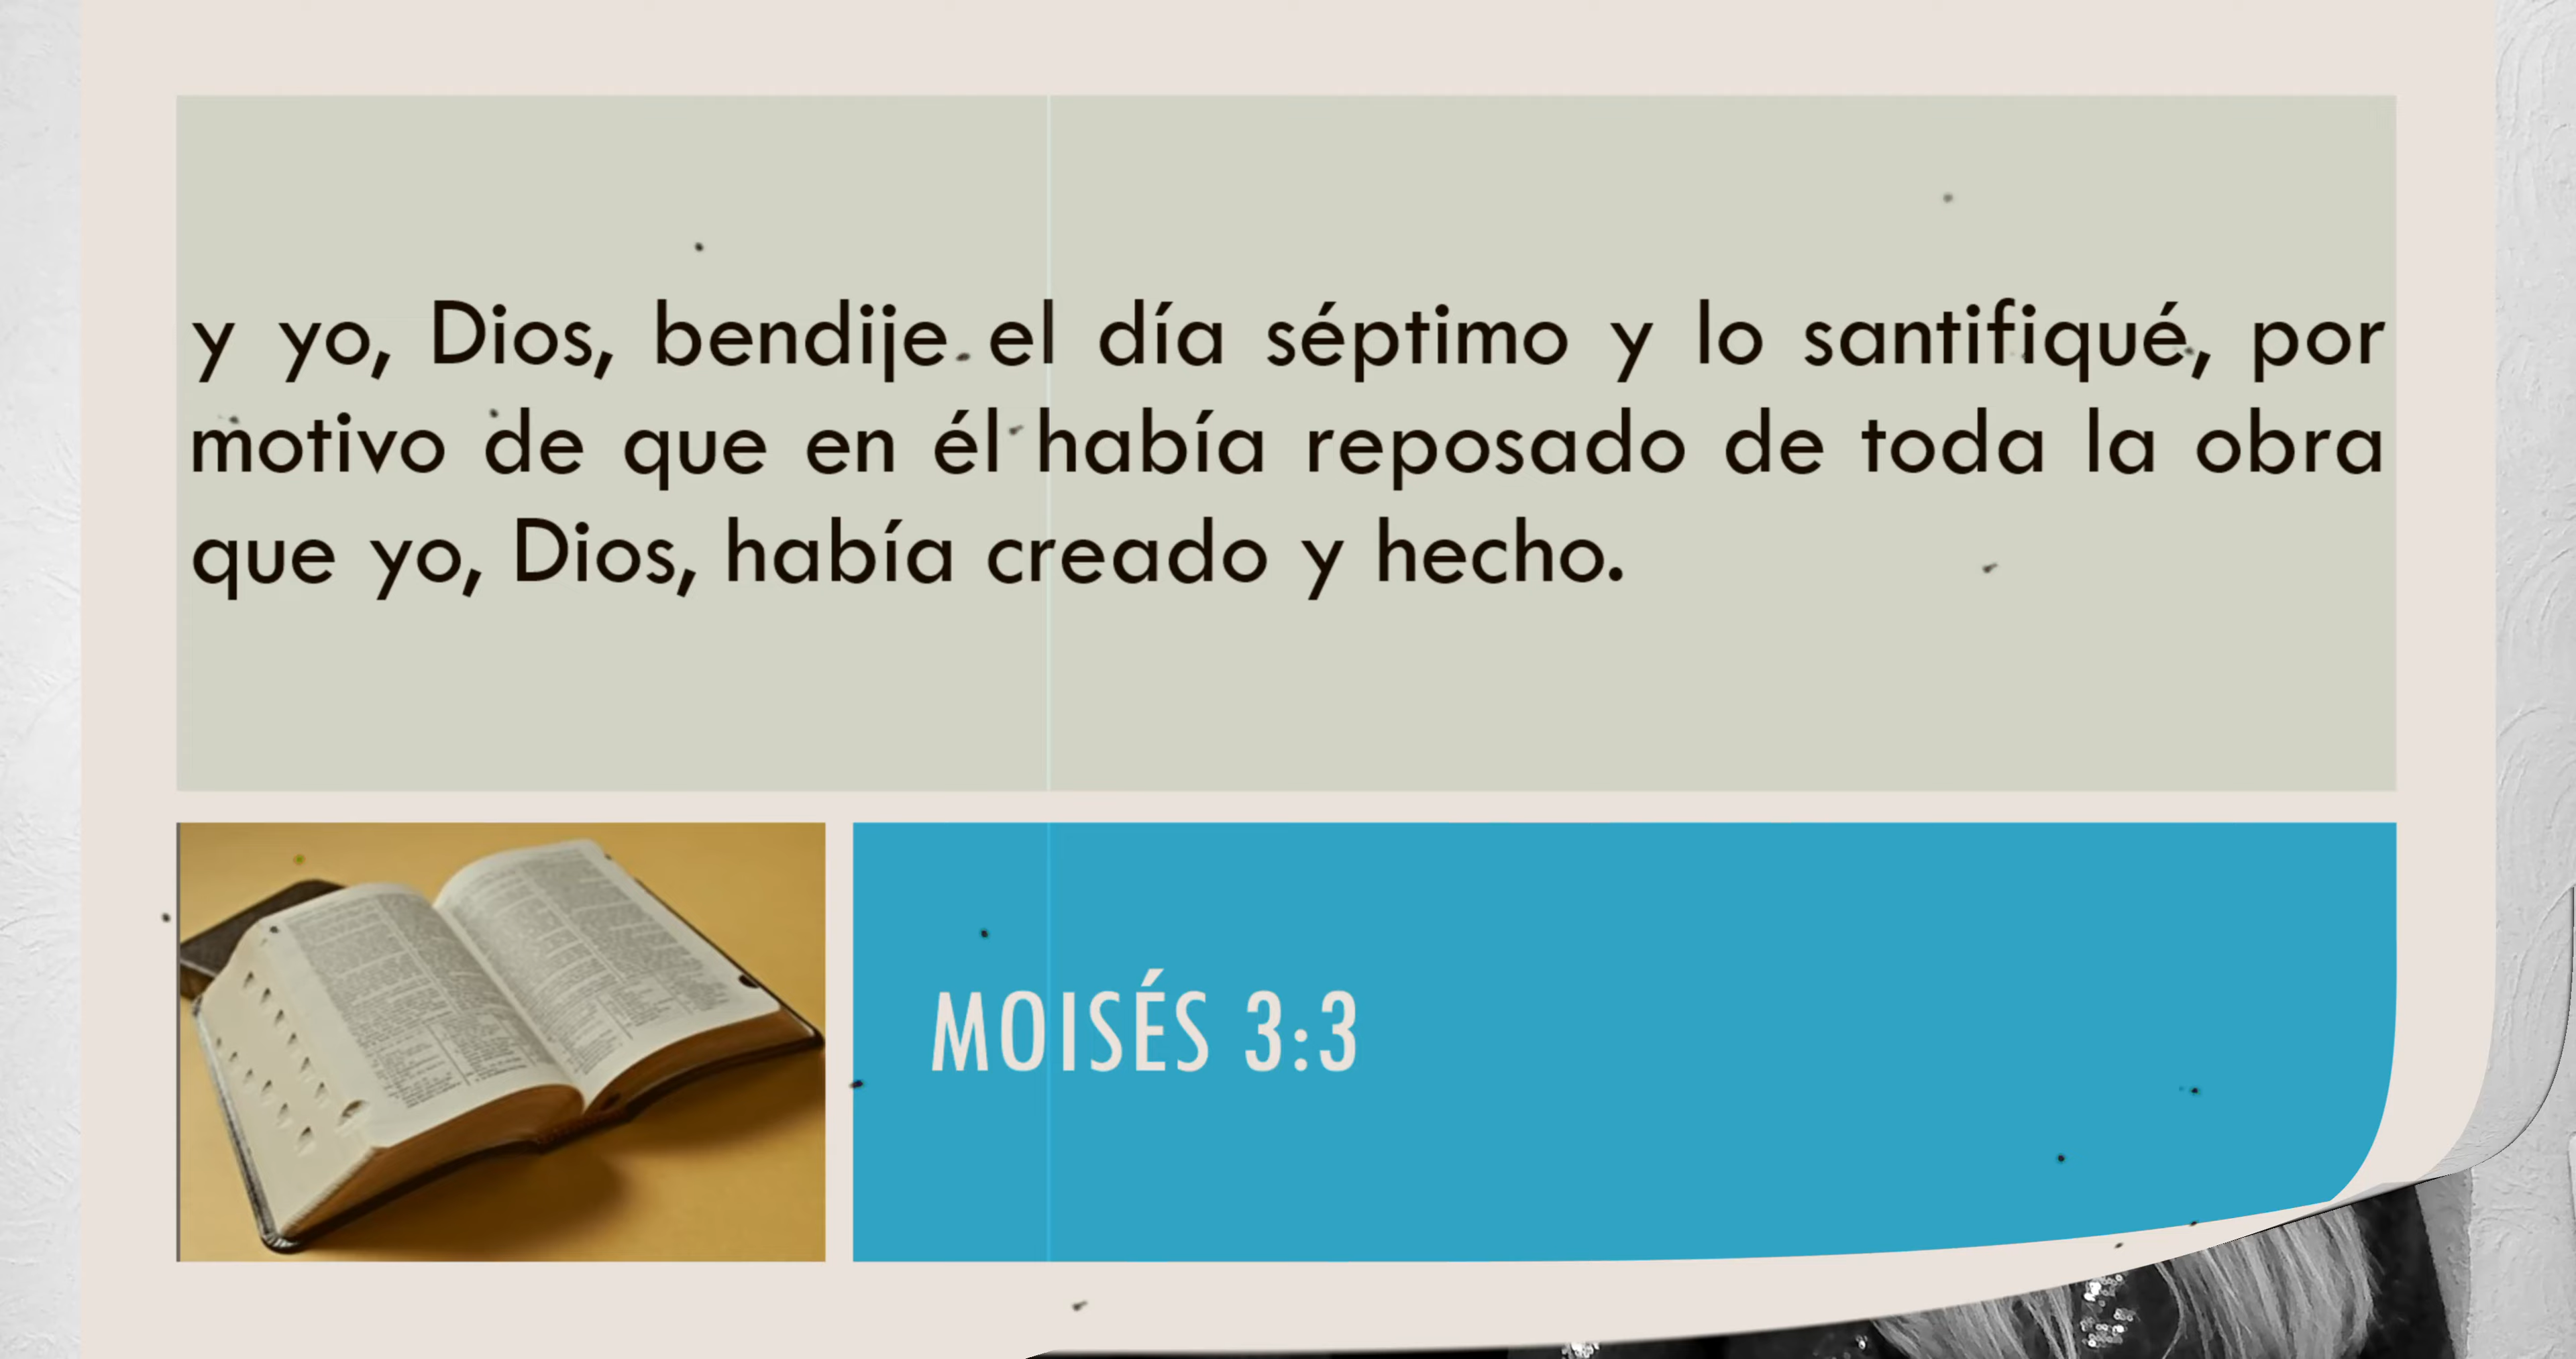 y yo, Dios, bendije el día séptimo y lo santifiqué, por
motivo de que en él había reposado de toda la obra
que yo, Dios, había creado y hecho.
MOISÉS 3:3